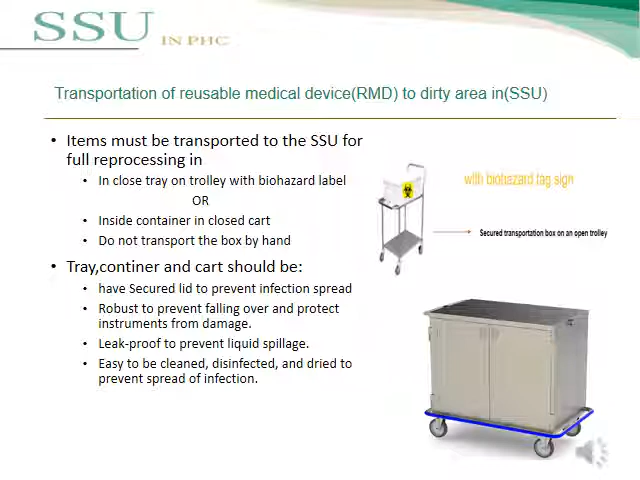 SSU IN PHC
Transportation of reusable medical device(RMD) to dirty area in(SSU)
• Items must be transported to the SSU for
full reprocessing in
• In close tray on trolley with biohazard label
OR
• Inside container in closed cart
• Do not transport the box by hand
• Tray,continer and cart should be:
• have Secured lid to prevent infection spread
• Robust to prevent falling over and protect
instruments from damage.
• Leak-proof to prevent liquid spillage.
• Easy to be cleaned, disinfected, and dried to
prevent spread of infection.
with biohazard tag sign
Secured transportation box on an open trolley